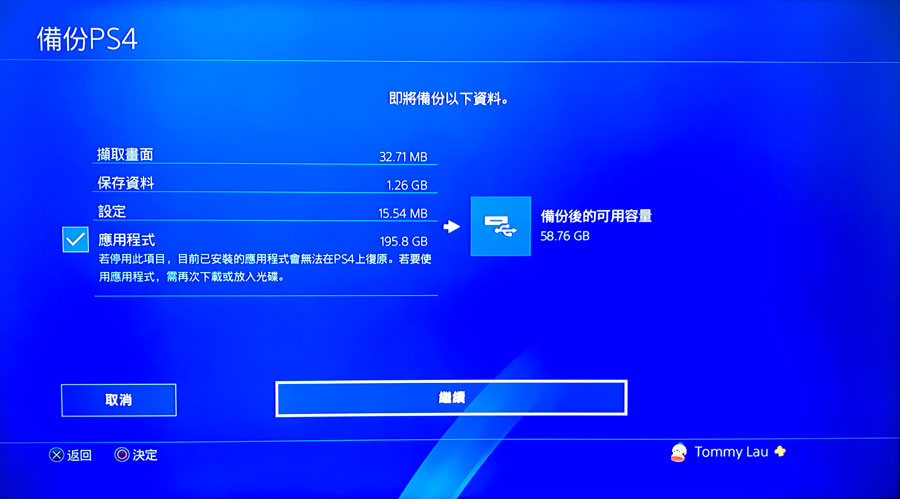 備份PS4
即將備份以下資料。
擷取畫面 32.71 MB
保存資料 1.26 GB
設定 15.54 MB
應用程式 195.8 GB
若停用此項目，目前已安裝的應用程式會無法在PS4上復原。若要使
用應用程式，需再次下載或放入光碟。
備份後的可用容量
58.76 GB
取消
繼續
返回
決定
Tommy Lau